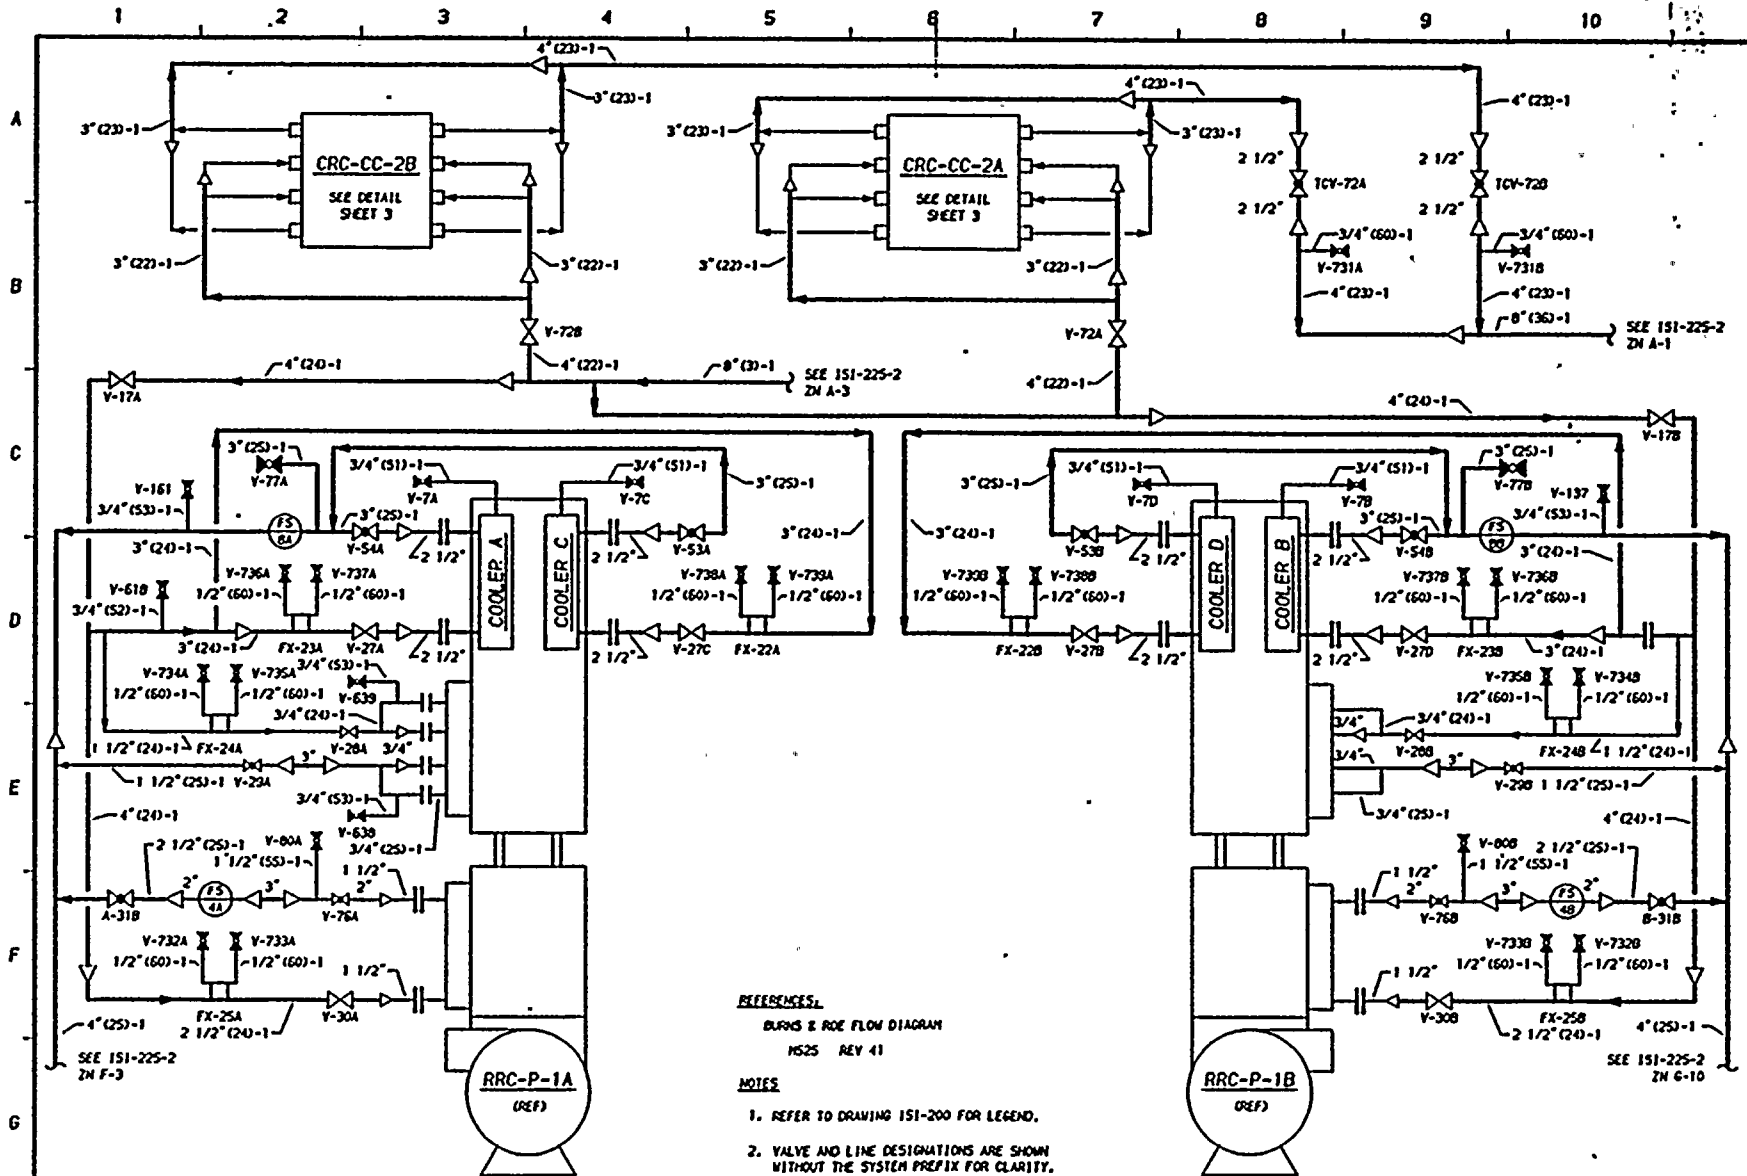 1 2 3 4 5 6 7 8 9 10
A
B
C
D
E
F
G
4"(23)-1
3"(23)-1
3"(23)-1
CRC-CC-2B
SEE DETAIL
SHEET 3
3"(22)-1
3"(22)-1
V-72B
4"(22)-1
4"(23)-1
3"(23)-1
3"(23)-1
CRC-CC-2A
SEE DETAIL
SHEET 3
3"(22)-1
3"(22)-1
V-72A
4"(22)-1
4"(23)-1
2 1/2"
2 1/2"
TCV-72A
TCV-72B
2 1/2"
2 1/2"
3/4"(60)-1
3/4"(60)-1
V-731A
V-731B
4"(23)-1
4"(23)-1
8"(36)-1
SEE ISI-225-2
ZN A-1
4"(24)-1
V-17A
8"(3)-1
SEE ISI-225-2
ZN A-3
4"(24)-1
V-17B
3"(25)-1
V-77A
V-161
3/4"(53)-1
FS
8A
3"(25)-1
V-54A
2 1/2"
3/4"(51)-1
V-7A
3/4"(51)-1
V-7C
3"(25)-1
3"(24)-1
COOLER A
COOLER C
2 1/2"
V-53A
3"(24)-1
V-61B
3/4"(52)-1
V-736A
V-737A
1/2"(60)-1
1/2"(60)-1
3"(24)-1
FX-23A
V-27A
2 1/2"
2 1/2"
V-27C
V-738A
V-739A
1/2"(60)-1
1/2"(60)-1
FX-22A
V-734A
V-735A
1/2"(60)-1
1/2"(60)-1
1 1/2"(24)-1
FX-24A
3/4"(53)-1
V-639
3/4"(24)-1
V-28A
3/4"
3"
1 1/2"(25)-1
V-29A
3/4"(53)-1
V-638
3/4"(25)-1
4"(24)-1
2 1/2"(25)-1
V-80A
1 1/2"(55)-1
1 1/2"
2"
FS
4A
3"
2"
A-31B
V-76A
V-732A
V-733A
1/2"(60)-1
1/2"(60)-1
FX-25A
2 1/2"(24)-1
V-30A
1 1/2"
4"(25)-1
SEE ISI-225-2
ZN F-3
RRC-P-1A
(REF)
3"(25)-1
3/4"(51)-1
V-7D
3/4"(51)-1
V-7B
3"(25)-1
V-77B
V-137
3/4"(53)-1
3"(24)-1
V-53B
2 1/2"
COOLER D
COOLER B
2 1/2"
3"(25)-1
V-54B
FS
3"(24)-1
V-739B
V-738B
1/2"(60)-1
1/2"(60)-1
FX-22B
V-27B
2 1/2"
2 1/2"
V-27D
V-737B
V-736B
1/2"(60)-1
1/2"(60)-1
FX-23B
3"(24)-1
V-735B
V-734B
1/2"(60)-1
1/2"(60)-1
3/4"
3/4"(24)-1
V-28B
FX-24B
1 1/2"(24)-1
3/4"
3"
V-29B
1 1/2"(25)-1
3/4"(25)-1
4"(24)-1
V-80B
1 1/2"(55)-1
2 1/2"(25)-1
1 1/2"
2"
V-76B
3"
FS
4B
2"
B-31B
V-733B
V-732B
1/2"(60)-1
1/2"(60)-1
1 1/2"
V-30B
FX-25B
2 1/2"(24)-1
4"(25)-1
SEE ISI-225-2
ZN G-10
RRC-P-1B
(REF)
REFERENCES:
BURNS & ROE FLOW DIAGRAM
M525 REV 41
NOTES
1. REFER TO DRAWING ISI-200 FOR LEGEND.
2. VALVE AND LINE DESIGNATIONS ARE SHOWN
WITHOUT THE SYSTEM PREFIX FOR CLARITY.